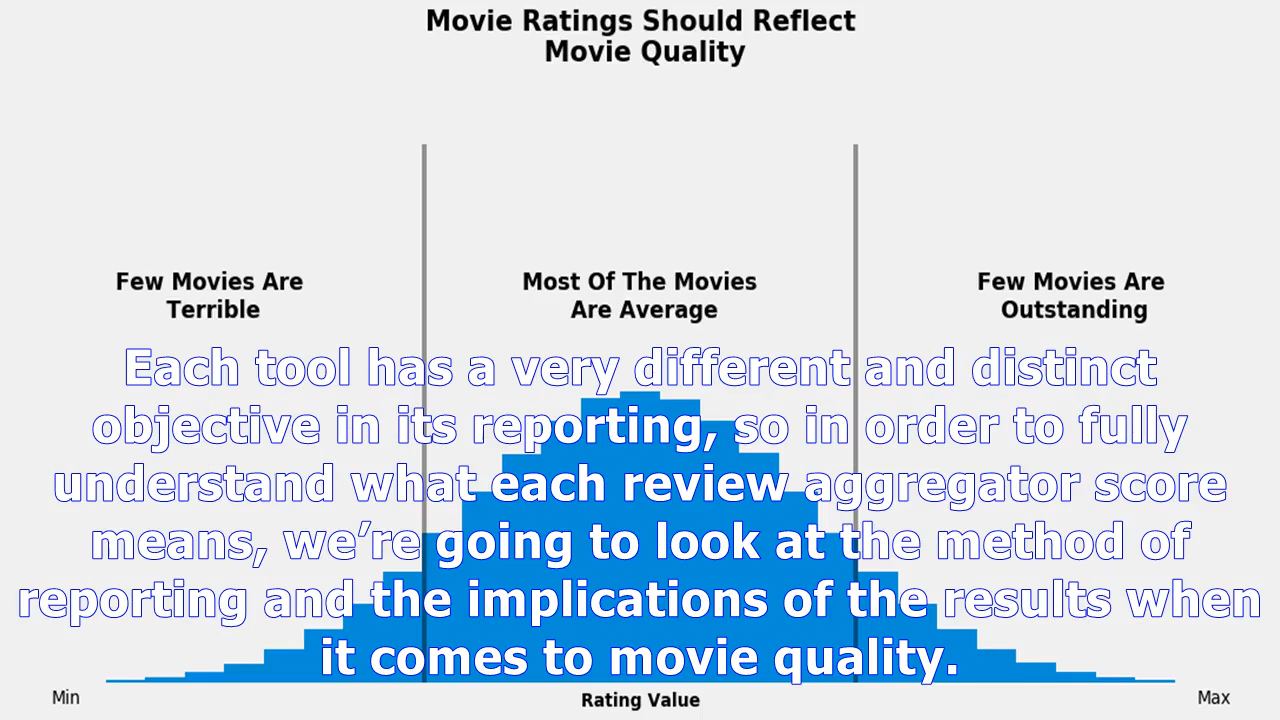 Movie Ratings Should Reflect
Movie Quality
Few Movies Are
Terrible
Most Of The Movies
Are Average
Few Movies Are
Outstanding
Each tool has a very different and distinct
objective in its reporting, so in order to fully
understand what each review aggregator score
means, we’re going to look at the method of
reporting and the implications of the results when
it comes to movie quality.
Min
Rating Value
Max